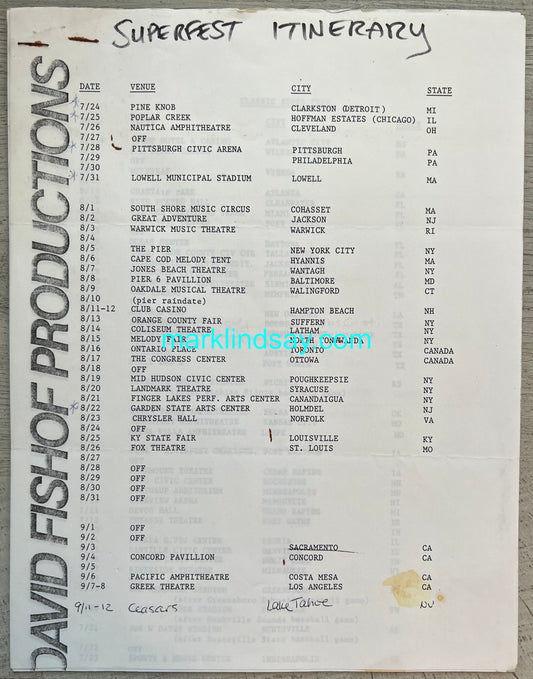 SUPERFEST ITINERARY
DAVID FISHOF PRODUCTIONS
DATE VENUE CITY STATE
7/24 PINE KNOB CLARKSTON (DETROIT) MI
7/25 POPLAR CREEK HOFFMAN ESTATES (CHICAGO) IL
7/26 NAUTICA AMPHITHEATRE CLEVELAND OH
7/27 OFF
7/28 PITTSBURGH CIVIC ARENA PITTSBURGH PA
7/29 PHILADELPHIA PA
7/30
7/31 LOWELL MUNICIPAL STADIUM LOWELL MA
8/1 SOUTH SHORE MUSIC CIRCUS COHASSET MA
8/2 GREAT ADVENTURE JACKSON NJ
8/3 WARWICK MUSIC THEATRE WARWICK RI
8/4
8/5 THE PIER NEW YORK CITY NY
8/6 CAPE COD MELODY TENT HYANNIS MA
8/7 JONES BEACH THEATRE WANTAGH NY
8/8 PIER 6 PAVILLION BALTIMORE MD
8/9 OAKDALE MUSICAL THEATRE WALINGFORD CT
8/10 (pier raindate)
8/11-12 CLUB CASINO HAMPTON BEACH NH
8/13 ORANGE COUNTY FAIR SUFFERN NY
8/14 COLISEUM THEATRE LATHAM NY
8/15 MELODY FAIR NORTH TONAWANDA NY
marklindsay.com
8/16 ONTARIO PLACE TORONTO CANADA
8/17 THE CONGRESS CENTER OTTOWA CANADA
8/18 OFF
8/19 MID HUDSON CIVIC CENTER POUGHKEEPSIE NY
8/20 LANDMARK THEATRE SYRACUSE NY
8/21 FINGER LAKES PERF. ARTS CENTER CANANDAIGUA NY
8/22 GARDEN STATE ARTS CENTER HOLMDEL NJ
8/23 CHRYSLER HALL NORFOLK VA
8/24 OFF
8/25 KY STATE FAIR LOUISVILLE KY
8/26 FOX THEATRE ST. LOUIS MO
8/27 OFF
8/28 OFF
8/29 OFF
8/30 OFF
8/31 OFF
9/1 OFF
9/2 OFF
9/3 SACRAMENTO CA
9/4 CONCORD PAVILLION CONCORD CA
9/5 CA
9/6 PACIFIC AMPHITHEATRE COSTA MESA CA
9/7-8 GREEK THEATRE LOS ANGELES CA
9/11-12 Ceasars Lake Tahoe NV